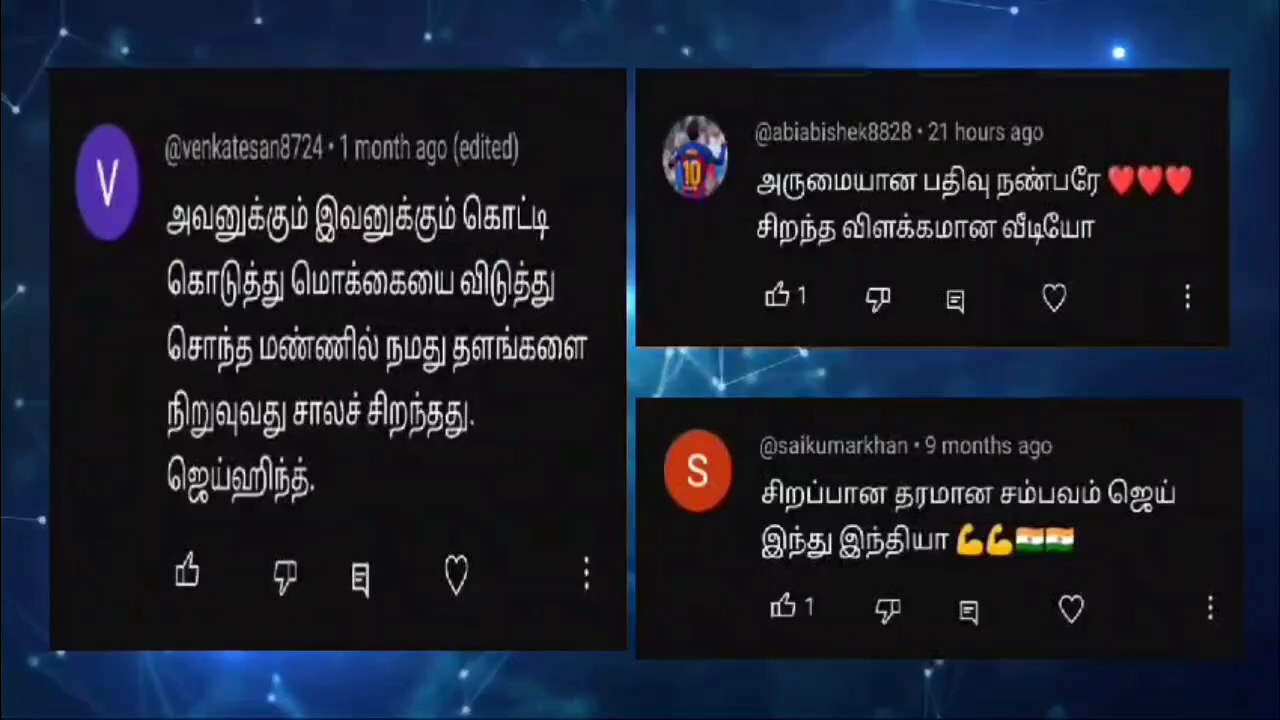 @venkatesan8724 • 1 month ago (edited)
அவனுக்கும் இவனுக்கும் கொட்டி
கொடுத்து மொக்கையை விடுத்து
சொந்த மண்ணில் நமது தளங்களை
நிறுவுவது சாலச் சிறந்தது.
ஜெய்ஹிந்த்.
V
@abiabishek8828 • 21 hours ago
அருமையான பதிவு நண்பரே ❤️❤️❤️
சிறந்த விளக்கமான வீடியோ
1
10
@saikumarkhan • 9 months ago
சிறப்பான தரமான சம்பவம் ஜெய்
இந்து இந்தியா 💪💪🇮🇳🇮🇳
1
S